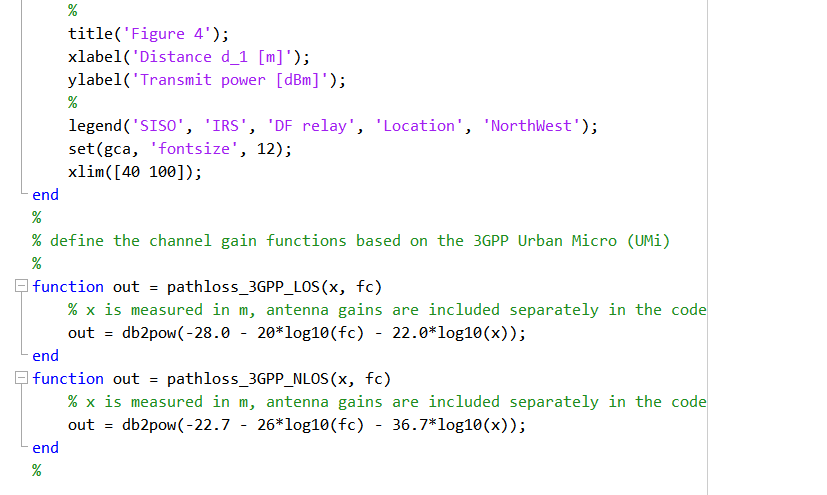 %
title('Figure 4');
xlabel('Distance d_1 [m]');
ylabel('Transmit power [dBm]');
%
legend('SISO', 'IRS', 'DF relay', 'Location', 'NorthWest');
set(gca, 'fontsize', 12);
xlim([40 100]);
end
%
% define the channel gain functions based on the 3GPP Urban Micro (UMi)
%
function out = pathloss_3GPP_LOS(x, fc)
% x is measured in m, antenna gains are included separately in the code
out = db2pow(-28.0 - 20*log10(fc) - 22.0*log10(x));
end
function out = pathloss_3GPP_NLOS(x, fc)
% x is measured in m, antenna gains are included separately in the code
out = db2pow(-22.7 - 26*log10(fc) - 36.7*log10(x));
end
%